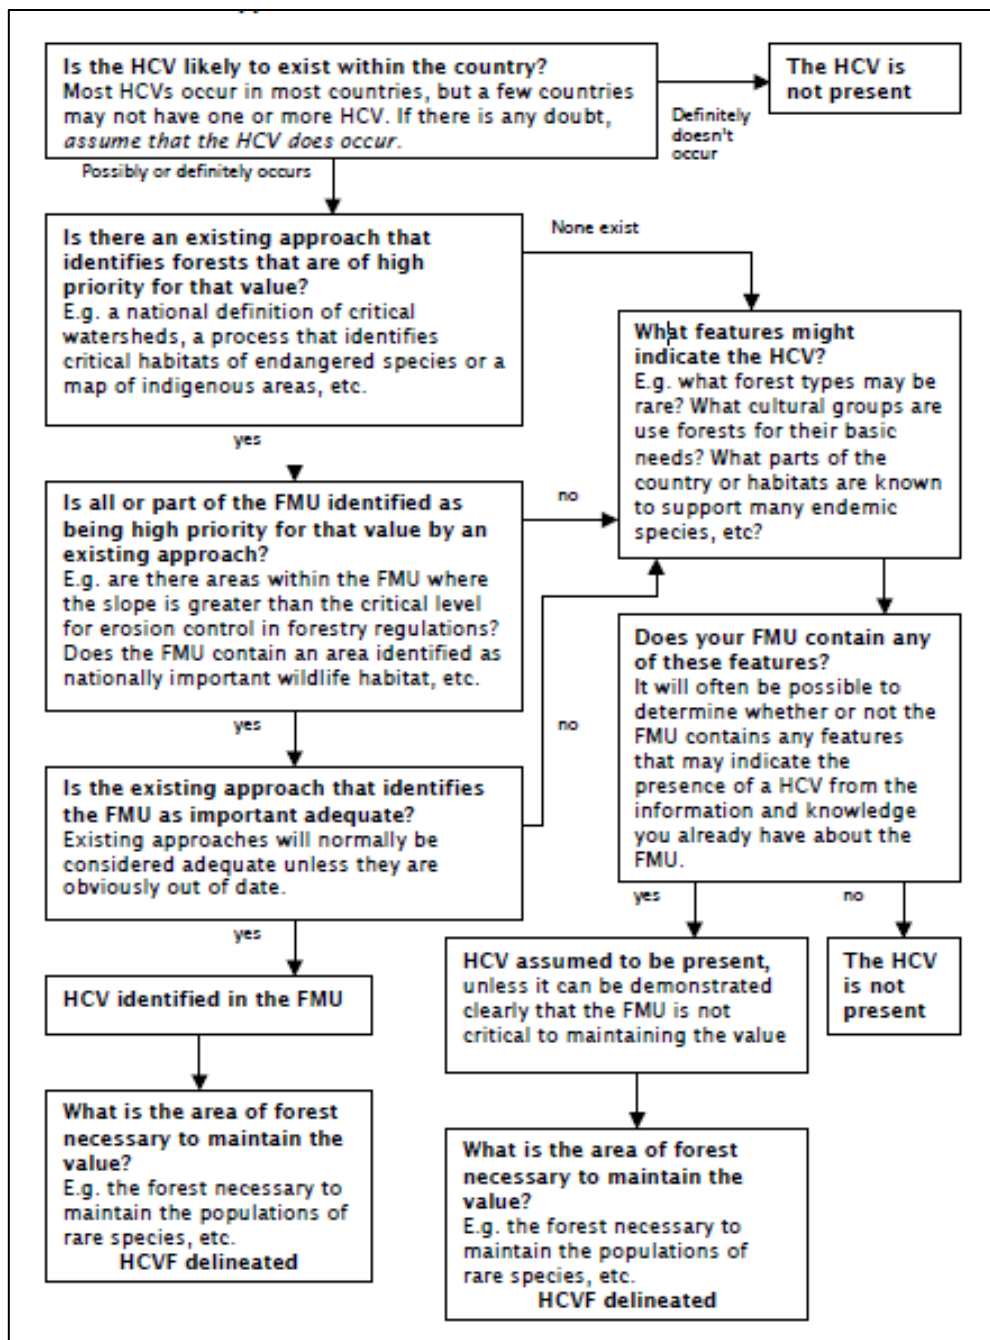 Is the HCV likely to exist within the country?
Most HCVs occur in most countries, but a few countries
may not have one or more HCV. If there is any doubt,
assume that the HCV does occur.
The HCV is
not present
Definitely
doesn't
occur
Possibly or definitely occurs
Is there an existing approach that
identifies forests that are of high
priority for that value?
E.g. a national definition of critical
watersheds, a process that identifies
critical habitats of endangered species or a
map of indigenous areas, etc.
None exist
What features might
indicate the HCV?
E.g. what forest types may be
rare? What cultural groups are
use forests for their basic
needs? What parts of the
country or habitats are known
to support many endemic
species, etc?
yes
Is all or part of the FMU identified as
being high priority for that value by an
existing approach?
E.g. are there areas within the FMU where
the slope is greater than the critical level
for erosion control in forestry regulations?
Does the FMU contain an area identified as
nationally important wildlife habitat, etc.
no
Does your FMU contain any
of these features?
It will often be possible to
determine whether or not the
FMU contains any features
that may indicate the
presence of a HCV from the
information and knowledge
you already have about the
FMU.
yes
no
Is the existing approach that identifies
the FMU as important adequate?
Existing approaches will normally be
considered adequate unless they are
obviously out of date.
yes
no
yes
HCV identified in the FMU
HCV assumed to be present,
unless it can be demonstrated
clearly that the FMU is not
critical to maintaining the value
The HCV
is not
present
What is the area of forest
necessary to maintain the
value?
E.g. the forest necessary to
maintain the populations of
rare species, etc.
HCVF delineated
What is the area of forest
necessary to maintain the
value?
E.g. the forest necessary to
maintain the populations of
rare species, etc.
HCVF delineated